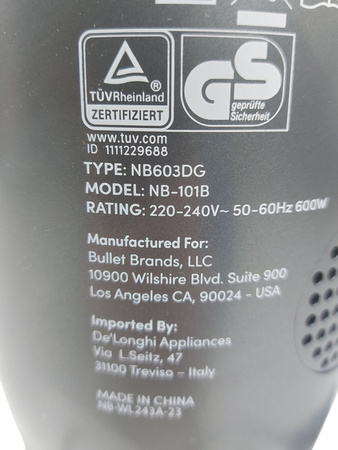 TÜVRheinland
ZERTIFIZIERT
GS
geprüfte
Sicherheit
www.tuv.com
ID 1111229688
TYPE: NB603DG
MODEL: NB-101B
RATING: 220-240V~ 50-60Hz 600W
Manufactured For:
Bullet Brands, LLC
10900 Wilshire Blvd. Suite 900
Los Angeles CA, 90024 - USA
Imported By:
De'Longhi Appliances
Via L.Seitz, 47
31100 Treviso - Italy
MADE IN CHINA
NB-WL243A-23